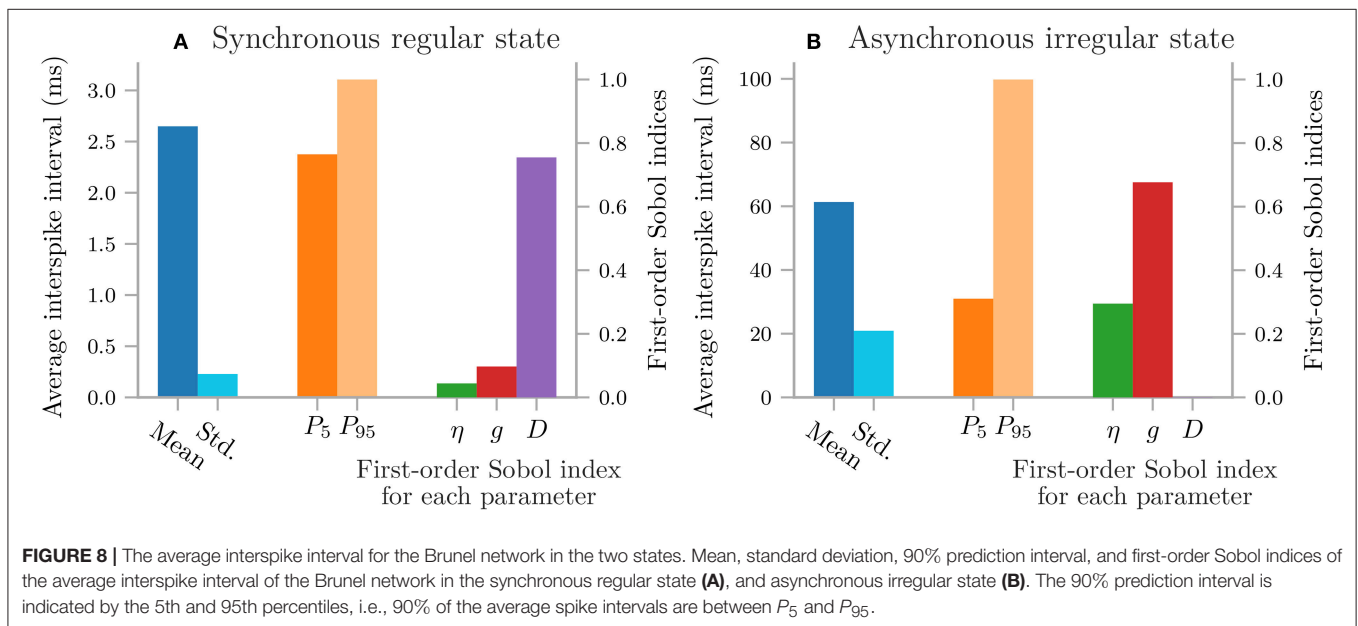 A Synchronous regular state
Average interspike interval (ms)
3.0
2.5
2.0
1.5
1.0
0.5
0.0
1.0
0.8
0.6
0.4
0.2
0.0
First-order Sobol indices
Mean
Std.
P5 P95
η g D
First-order Sobol index
for each parameter
B Asynchronous irregular state
Average interspike interval (ms)
100
80
60
40
20
0
1.0
0.8
0.6
0.4
0.2
0.0
First-order Sobol indices
Mean
Std.
P5 P95
η g D
First-order Sobol index
for each parameter
FIGURE 8 | The average interspike interval for the Brunel network in the two states. Mean, standard deviation, 90% prediction interval, and first-order Sobol indices of
the average interspike interval of the Brunel network in the synchronous regular state (A), and asynchronous irregular state (B). The 90% prediction interval is
indicated by the 5th and 95th percentiles, i.e., 90% of the average spike intervals are between P5 and P95.